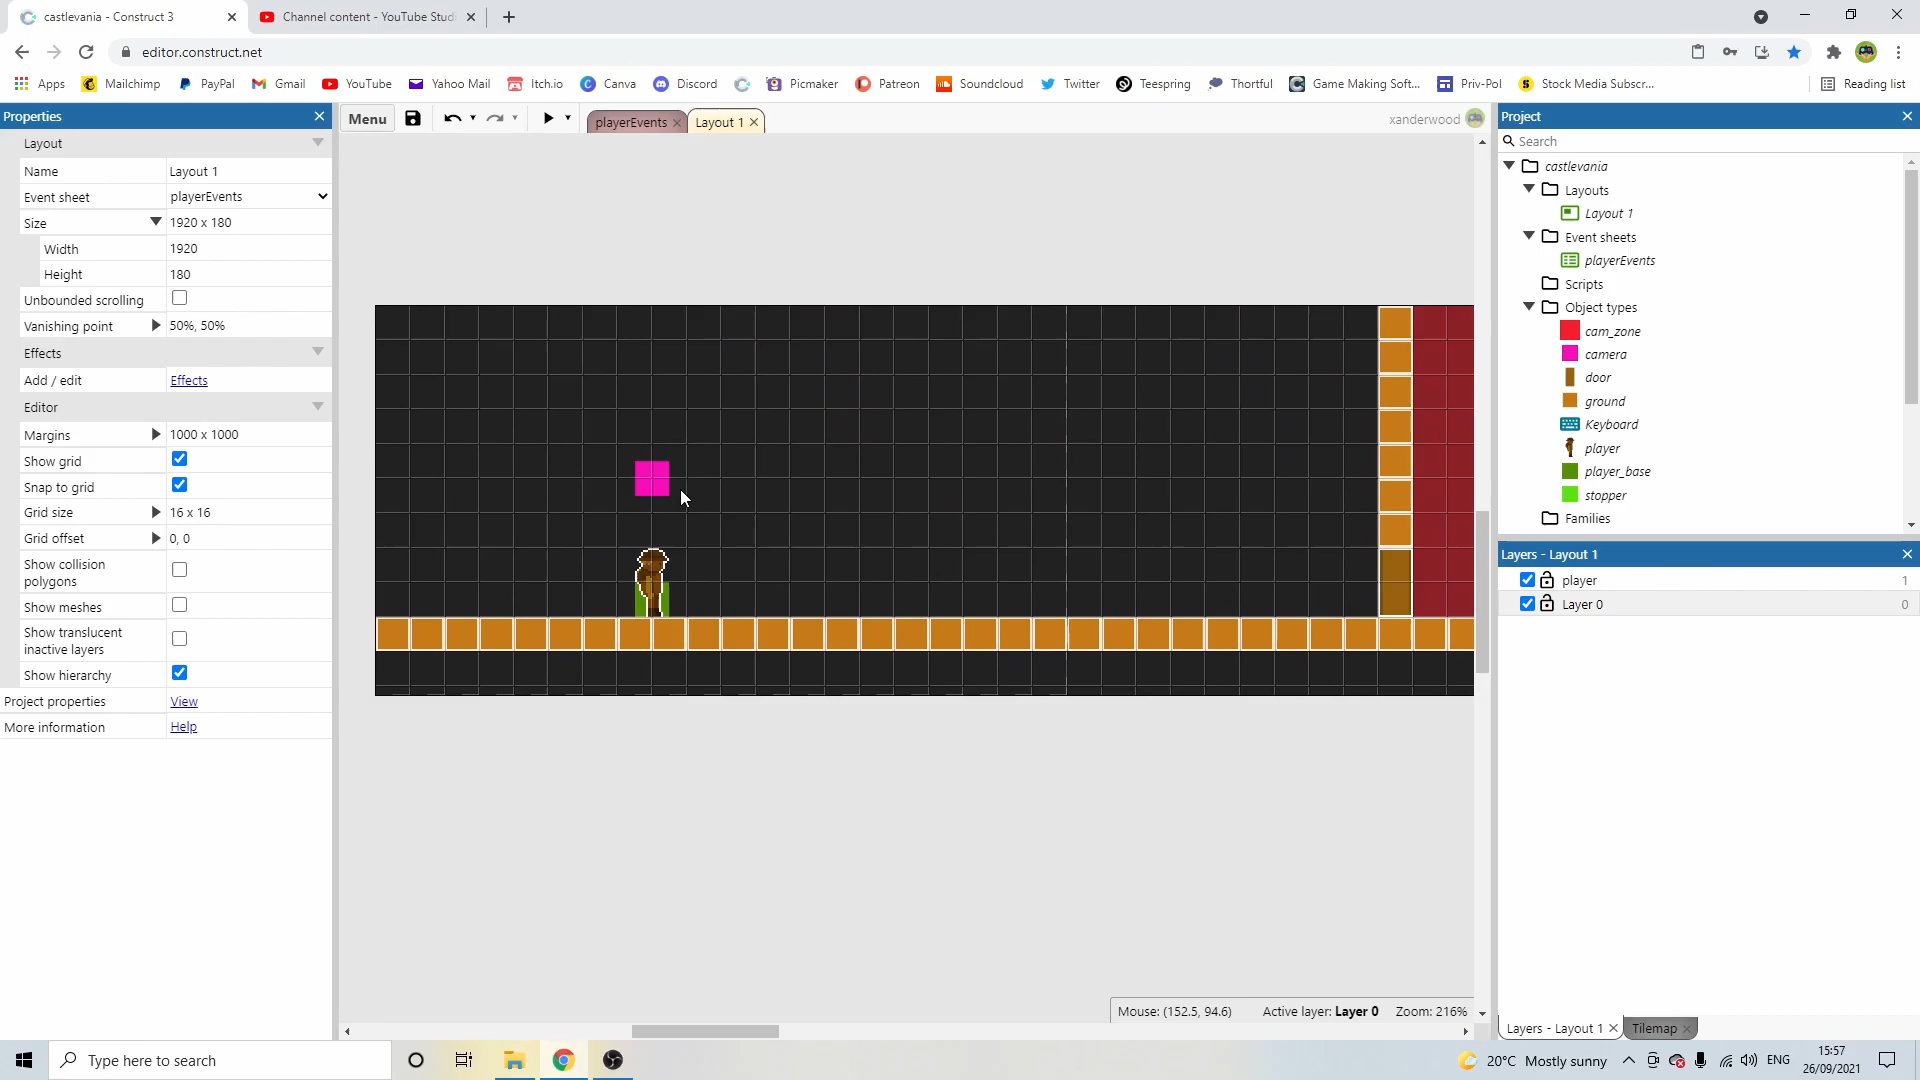 castlevania - Construct 3
Channel content - YouTube Studi
editor.construct.net
Apps
Mailchimp
PayPal
Gmail
YouTube
Yahoo Mail
Itch.io
Canva
Discord
Picmaker
Patreon
Soundcloud
Twitter
Teespring
Thortful
Game Making Soft...
Priv-Pol
Stock Media Subscr...
Reading list
Properties
Layout
Name Layout 1
Event sheet playerEvents
Size 1920 x 180
Width 1920
Height 180
Unbounded scrolling
Vanishing point 50%, 50%
Effects
Add / edit Effects
Editor
Margins 1000 x 1000
Show grid
Snap to grid
Grid size 16 x 16
Grid offset 0, 0
Show collision
polygons
Show meshes
Show translucent
inactive layers
Show hierarchy
Project properties View
More information Help
Menu
playerEvents
Layout 1
xanderwood
Mouse: (152.5, 94.6)
Active layer: Layer 0
Zoom: 216%
Project
Search
castlevania
Layouts
Layout 1
Event sheets
playerEvents
Scripts
Object types
cam_zone
camera
door
ground
Keyboard
player
player_base
stopper
Families
Layers - Layout 1
player 1
Layer 0 0
Layers - Layout 1
Tilemap
Type here to search
20°C Mostly sunny
ENG
15:57
26/09/2021